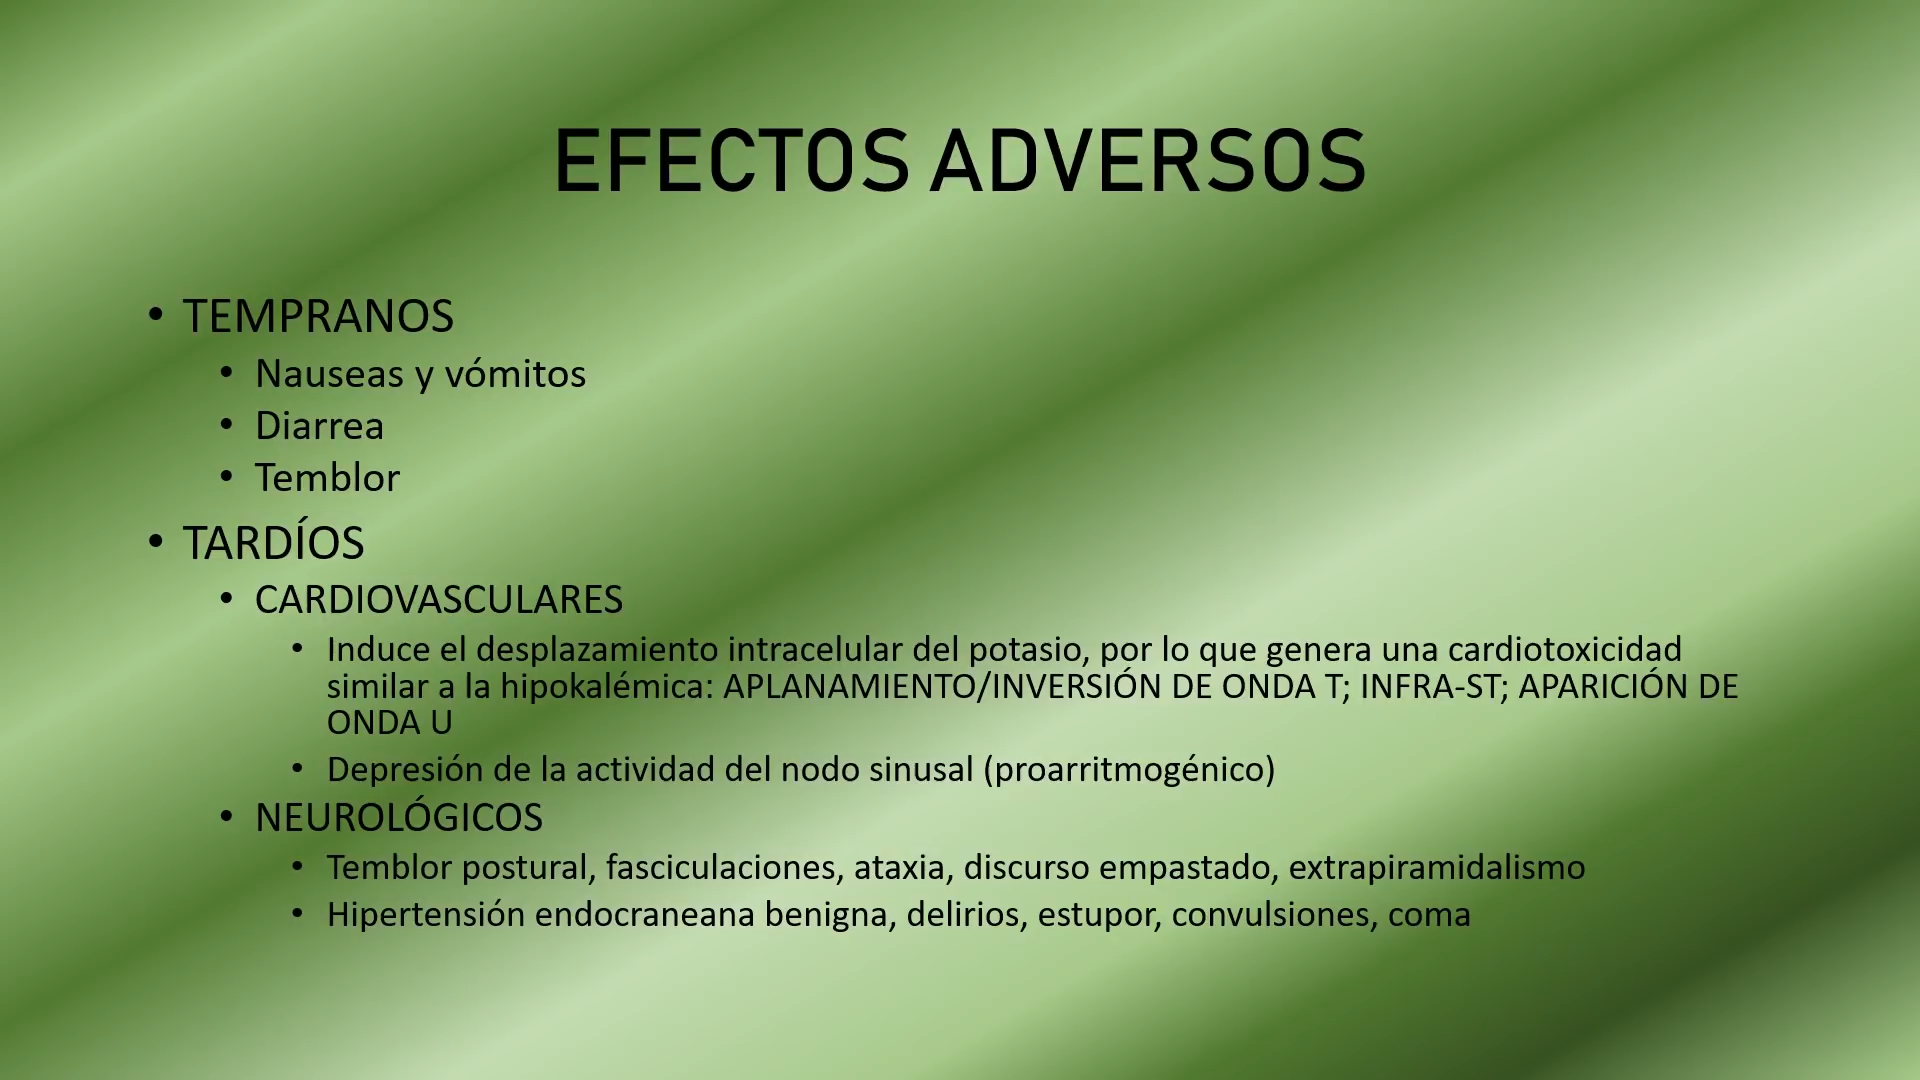 EFECTOS ADVERSOS
• TEMPRANOS
• Nauseas y vómitos
• Diarrea
• Temblor
• TARDÍOS
• CARDIOVASCULARES
• Induce el desplazamiento intracelular del potasio, por lo que genera una cardiotoxicidad
similar a la hipokalémica: APLANAMIENTO/INVERSIÓN DE ONDA T; INFRA-ST; APARICIÓN DE
ONDA U
• Depresión de la actividad del nodo sinusal (proarritmogénico)
• NEUROLÓGICOS
• Temblor postural, fasciculaciones, ataxia, discurso empastado, extrapiramidalismo
• Hipertensión endocraneana benigna, delirios, estupor, convulsiones, coma